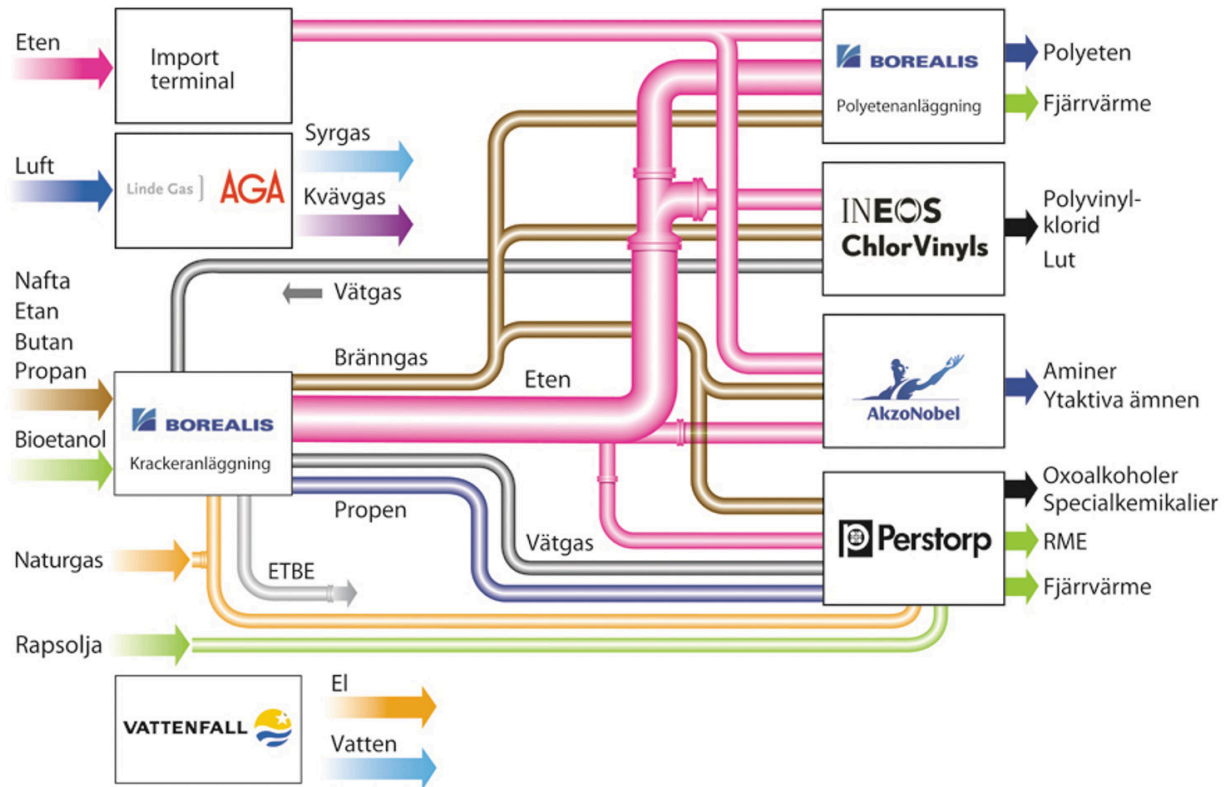 Eten
Import
terminal
BOREALIS
Polyetenanläggning
Polyeten
Fjärrvärme
Luft
Linde Gas
AGA
Syrgas
Kvävgas
INEOS
ChlorVinyls
Polyvinyl-
klorid
Lut
Nafta
Etan
Butan
Propan
Bioetanol
Vätgas
Bränngas
Eten
BOREALIS
Krackeranläggning
AkzoNobel
Aminer
Ytaktiva ämnen
Propen
Vätgas
Perstorp
Oxoalkoholer
Specialkemikalier
RME
Fjärrvärme
Naturgas
ETBE
Rapsolja
VATTENFALL
El
Vatten